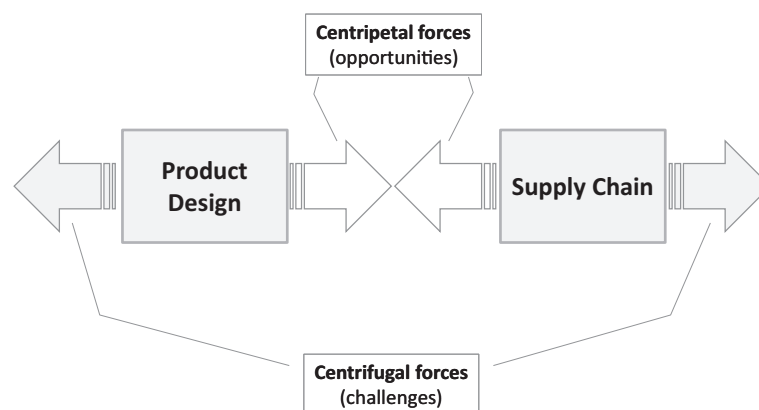 Centripetal forces
(opportunities)
Product
Design
Supply Chain
Centrifugal forces
(challenges)